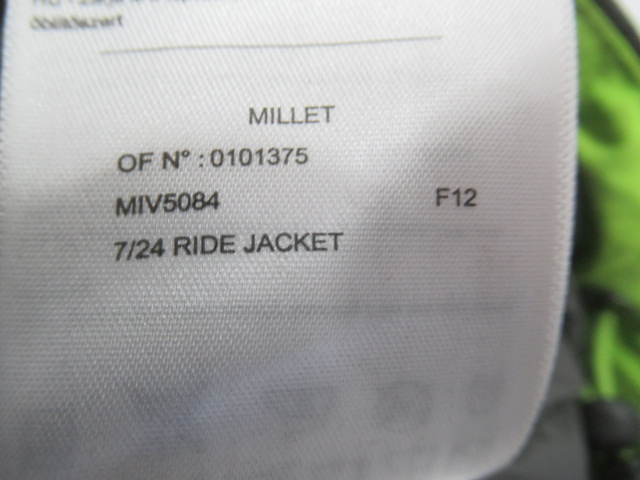 MILLET
OF N° : 0101375
MIV5084 F12
7/24 RIDE JACKET